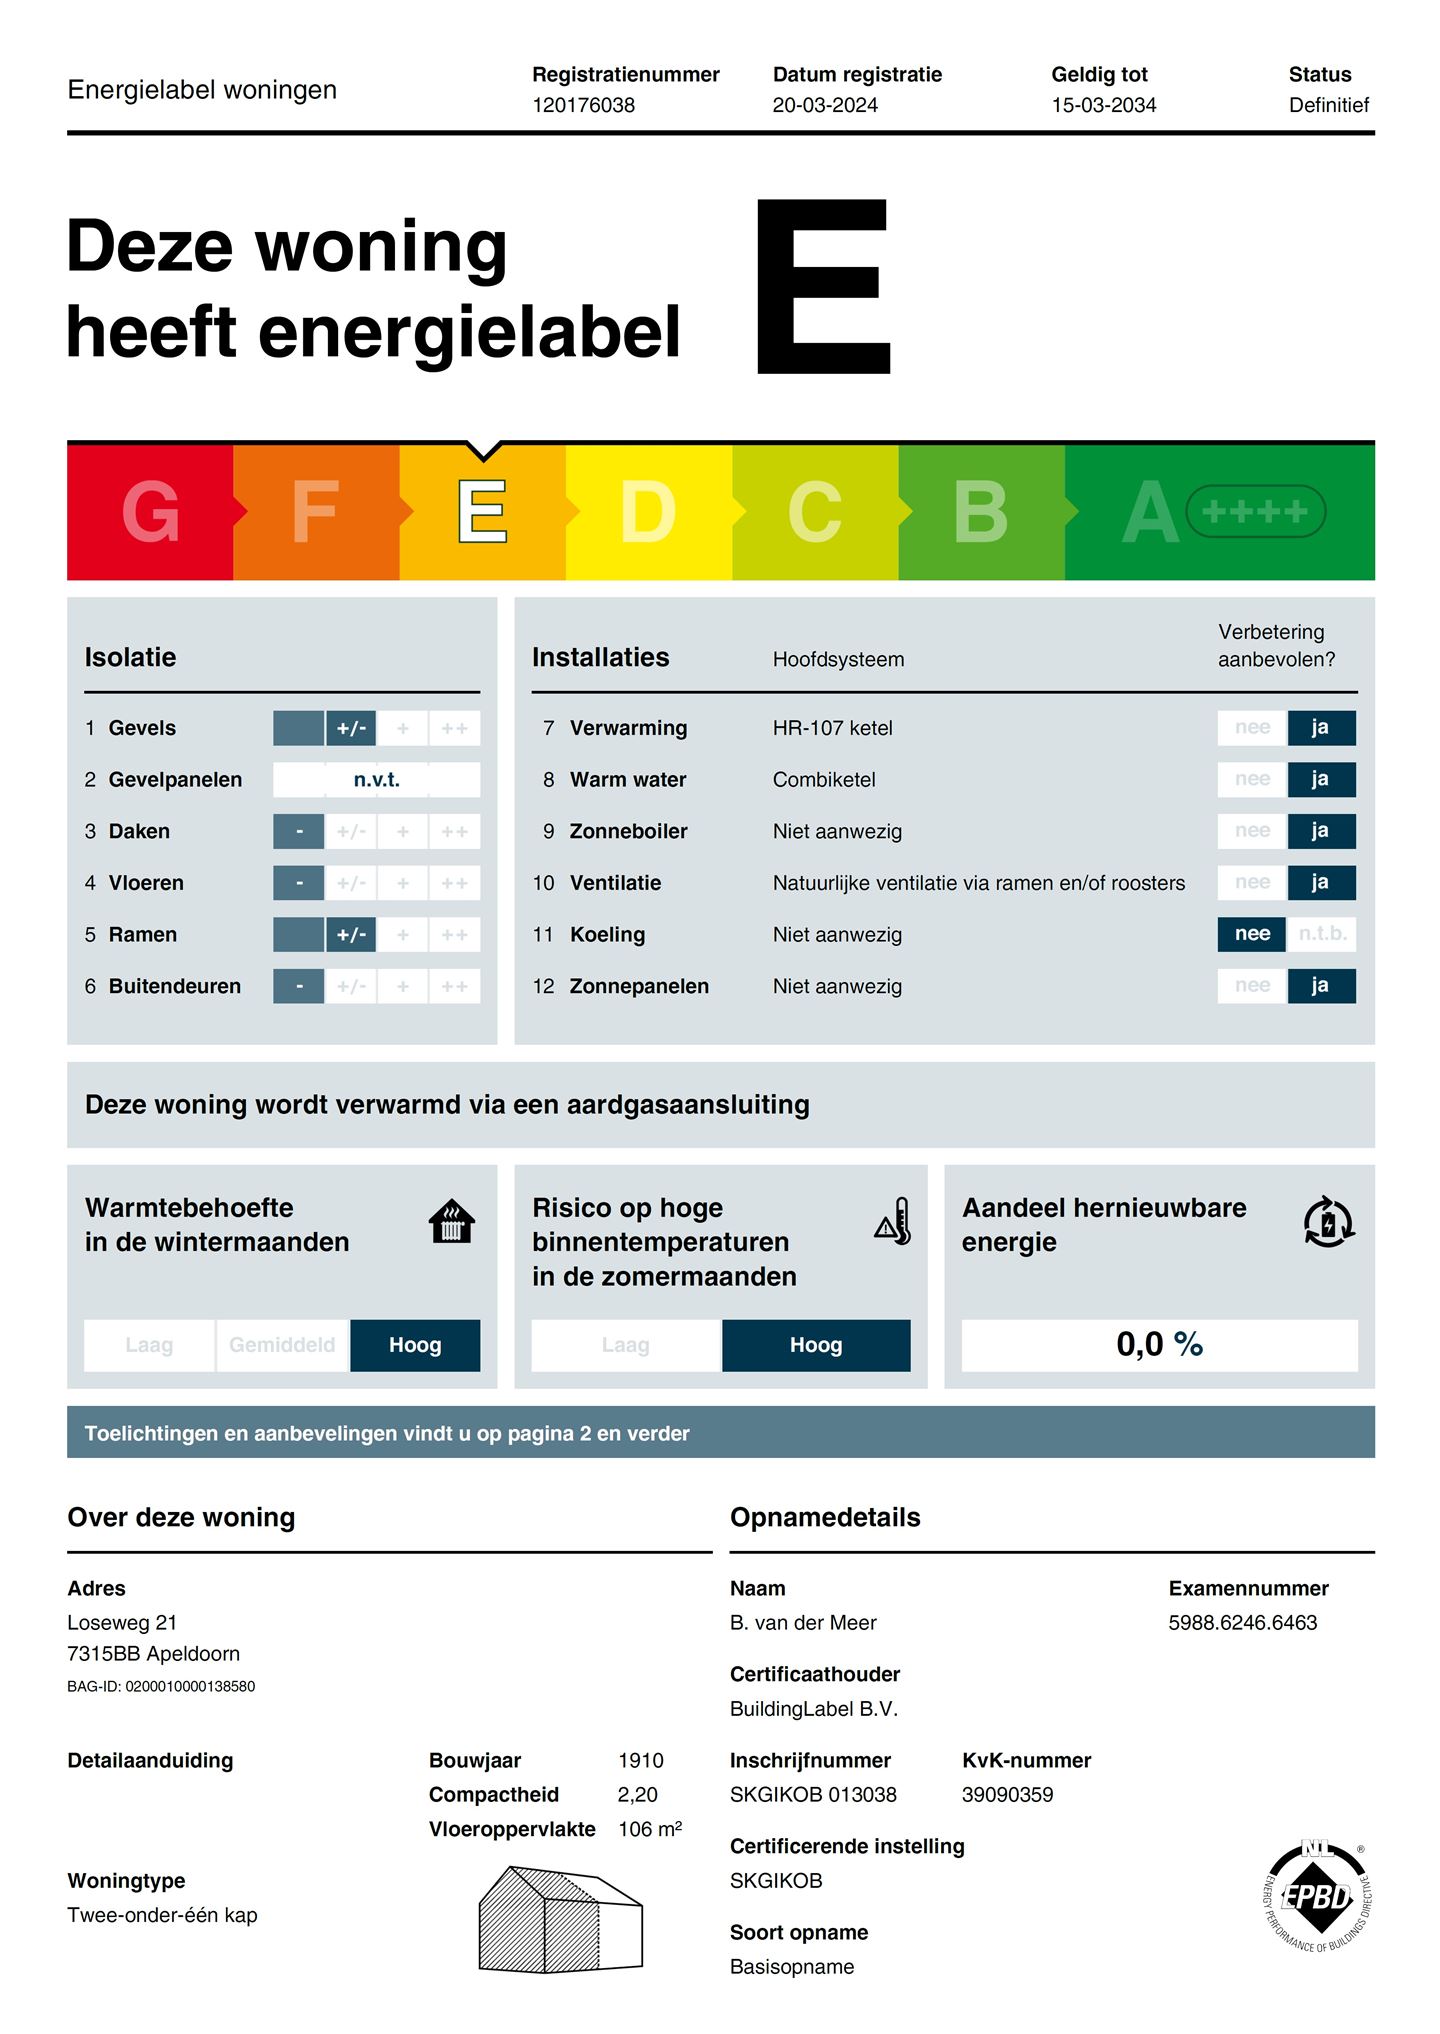 Energielabel woningen
Registratienummer
120176038
Datum registratie
20-03-2024
Geldig tot
15-03-2034
Status
Definitief
Deze woning
heeft energielabel
E
G F E D C B A ++++
Isolatie
1 Gevels +/- + ++
2 Gevelpanelen n.v.t.
3 Daken - +/- + ++
4 Vloeren - +/- + ++
5 Ramen +/- + ++
6 Buitendeuren - +/- + ++
Installaties Hoofdsysteem Verbetering
aanbevolen?
7 Verwarming HR-107 ketel nee ja
8 Warm water Combiketel nee ja
9 Zonneboiler Niet aanwezig nee ja
10 Ventilatie Natuurlijke ventilatie via ramen en/of roosters nee ja
11 Koeling Niet aanwezig nee n.t.b.
12 Zonnepanelen Niet aanwezig nee ja
Deze woning wordt verwarmd via een aardgasaansluiting
Warmtebehoefte
in de wintermaanden
Laag Gemiddeld Hoog
Risico op hoge
binnentemperaturen
in de zomermaanden
Laag Hoog
Aandeel hernieuwbare
energie
0,0 %
Toelichtingen en aanbevelingen vindt u op pagina 2 en verder
Over deze woning
Adres
Loseweg 21
7315BB Apeldoorn
BAG-ID: 0200010000138580
Detailaanduiding
Bouwjaar 1910
Compactheid 2,20
Vloeroppervlakte 106 m²
Woningtype
Twee-onder-één kap
Opnamedetails
Naam
B. van der Meer
Examennummer
5988.6246.6463
Certificaathouder
BuildingLabel B.V.
Inschrijfnummer
SKGIKOB 013038
KvK-nummer
39090359
Certificerende instelling
SKGIKOB
Soort opname
Basisopname
NL ®
EPBD
ENERGY PERFORMANCE OF BUILDINGS DIRECTIVE